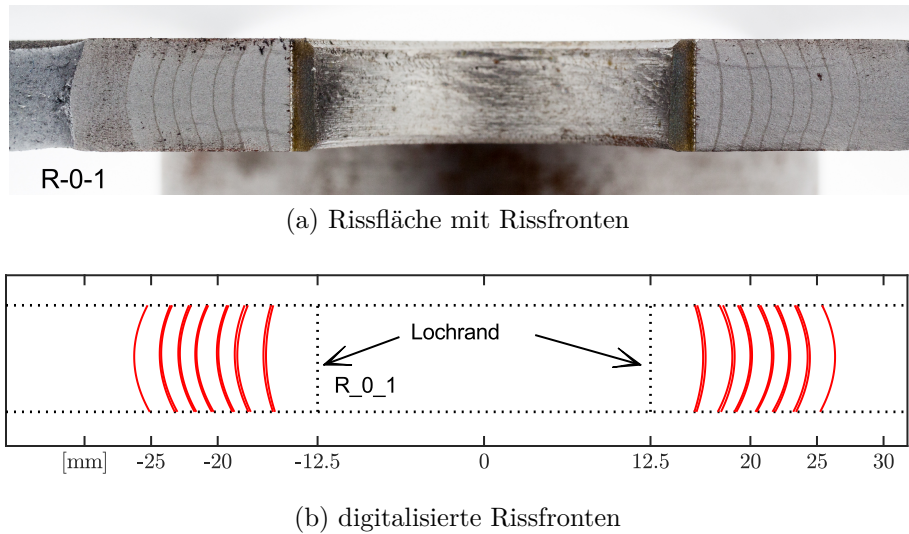 R-0-1
(a) Rissfläche mit Rissfronten
Lochrand
R_0_1
[mm] -25 -20 -12.5 0 12.5 20 25 30
(b) digitalisierte Rissfronten